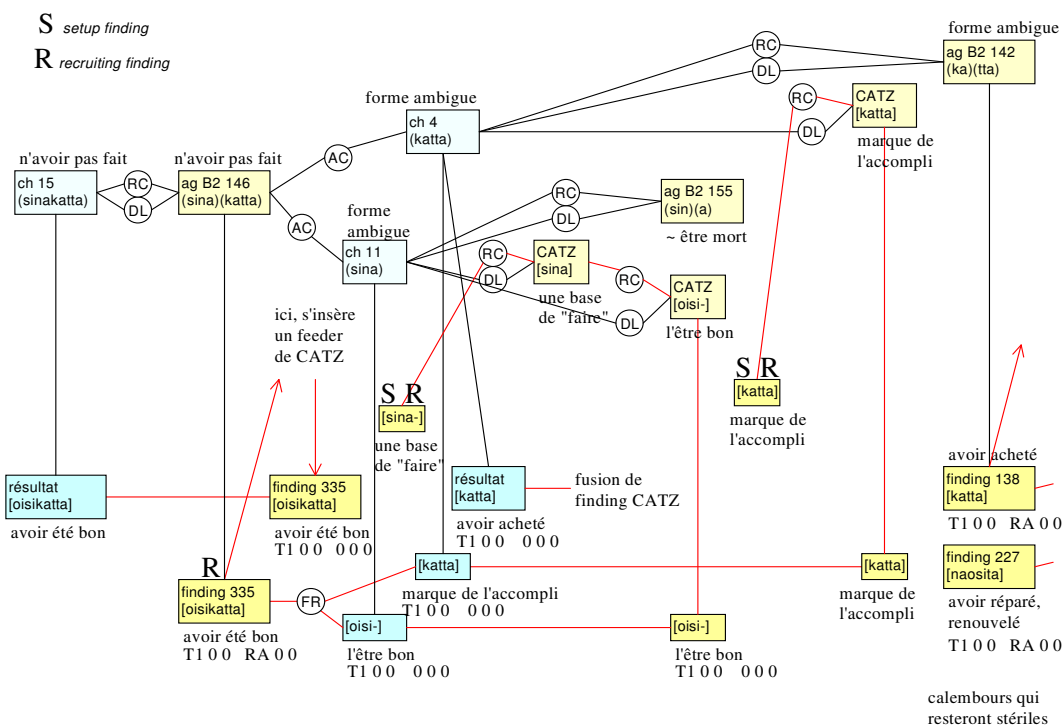 S setup finding
R recruiting finding
forme ambigue
ag B2 142
(ka)(tta)
RC
DL
forme ambigue
ch 4
(katta)
RC
CATZ
[katta]
DL
marque de
l'accompli
n'avoir pas fait
ch 15
(sinakatta)
RC
DL
n'avoir pas fait
ag B2 146
(sina)(katta)
AC
AC
forme
ambigue
ch 11
(sina)
RC
DL
ag B2 155
(sin)(a)
~ être mort
RC
DL
CATZ
[sina]
une base
de "faire"
RC
DL
CATZ
[oisi-]
l'être bon
ici, s'insère
un feeder
de CATZ
S R
[sina-]
une base
de "faire"
S R
[katta]
marque de
l'accompli
résultat
[oisikatta]
avoir été bon
finding 335
[oisikatta]
avoir été bon
T1 0 0 0 0 0
résultat
[katta]
avoir acheté
T1 0 0 0 0 0
fusion de
finding CATZ
avoir acheté
finding 138
[katta]
T1 0 0 RA 0 0
R
finding 335
[oisikatta]
avoir été bon
T1 0 0 RA 0 0
FR
[katta]
marque de l'accompli
T1 0 0 0 0 0
[oisi-]
l'être bon
T1 0 0 0 0 0
[oisi-]
l'être bon
T1 0 0 0 0 0
[katta]
marque de
l'accompli
finding 227
[naosita]
avoir réparé,
renouvelé
T1 0 0 RA 0 0
calembours qui
resteront stériles